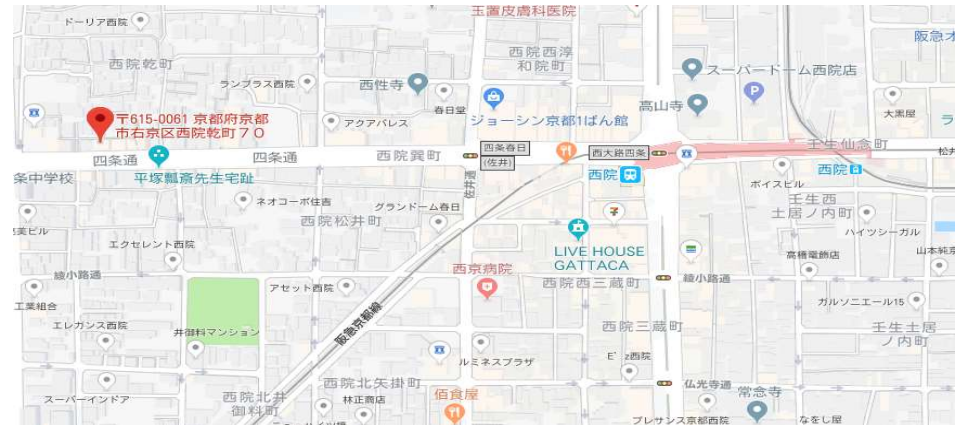 玉置皮膚科医院
ドーリア西院
西院乾町
ランブラス西院
西性寺
春日堂
西院西淳
和院町
阪急オ
スーパードーム西院店
高山寺
大黒屋
〒615-0061 京都府京都
市右京区西院乾町70
アクアパレス
ジョーシン京都1ばん館
四条通
四条通
西院巽町
四条春日
(佐井)
西大路四条
壬生仙念町
松井
条中学校
平塚瓢斎先生宅趾
佐井通
西院
西院
ボイスビル
ネオコーポ住吉
グランドーム春日
西院松井町
壬生西
土居ノ内町
ハイツシーガル
美ビル
エクセレント西院
LIVE HOUSE
GATTACA
高橋電飾店
山本純
綾小路通
アセット西院
西京病院
西院西三蔵町
綾小路通
工業組合
ガルソニエール15
エレガンス西院
井御料マンション
阪急京都線
西院三蔵町
壬生土居
ノ内町
ルミネスプラザ
E'z西院
スーパーインドア
西院北井
御料町
西院北矢掛町
林正商店
佰食屋
仏光寺通
常念寺
プレサンス京都西院
なをし屋